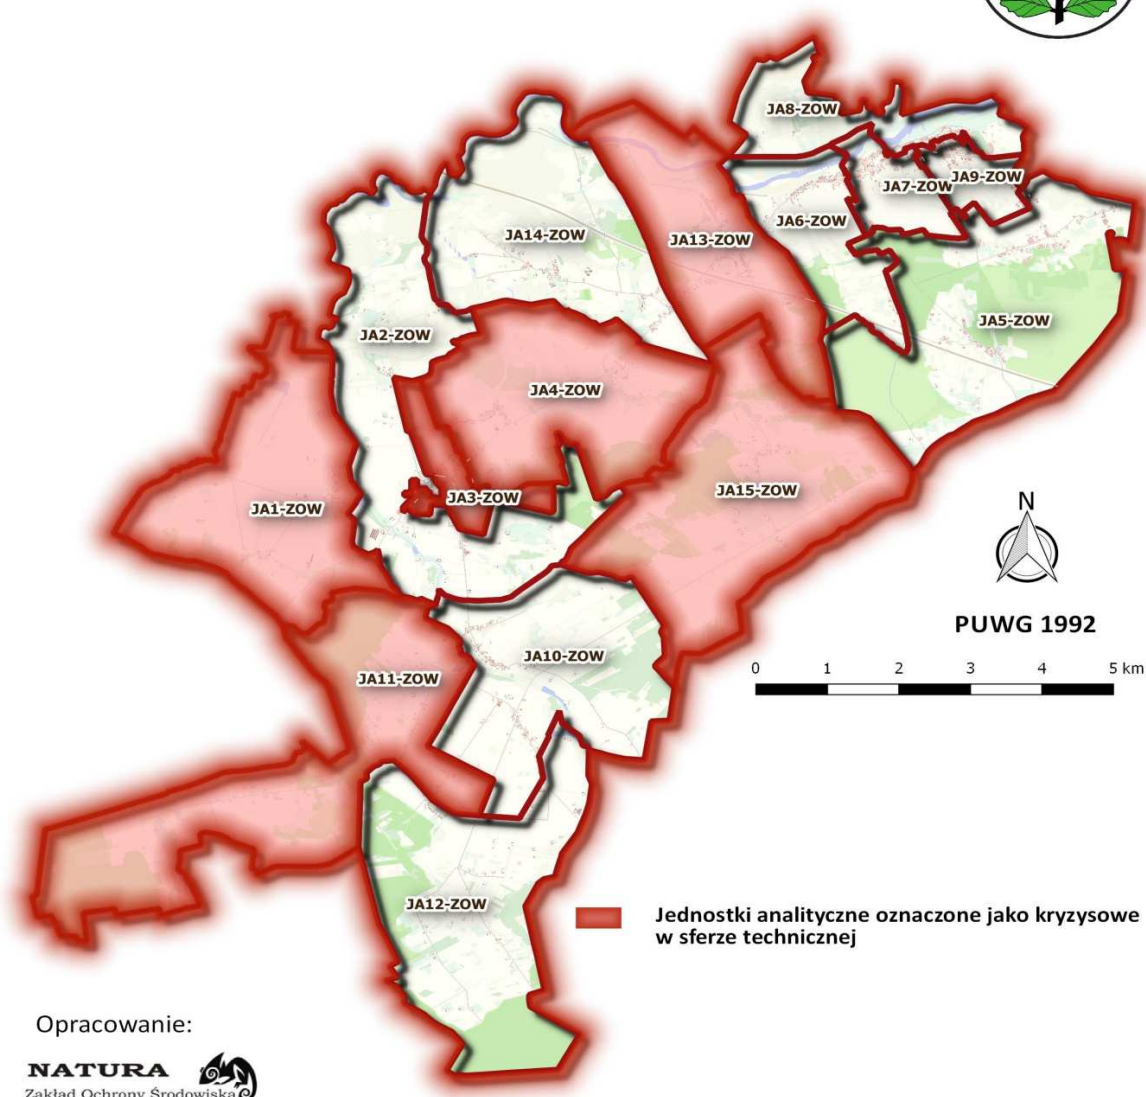 JA8-ZOW
JA7-ZOW
JA9-ZOW
JA6-ZOW
JA14-ZOW
JA13-ZOW
JA5-ZOW
JA2-ZOW
JA4-ZOW
JA15-ZOW
JA3-ZOW
JA1-ZOW
N
PUWG 1992
0 1 2 3 4 5 km
JA10-ZOW
JA11-ZOW
JA12-ZOW
Jednostki analityczne oznaczone jako kryzysowe
w sferze technicznej
Opracowanie:
NATURA
Zakład Ochrony Środowiska